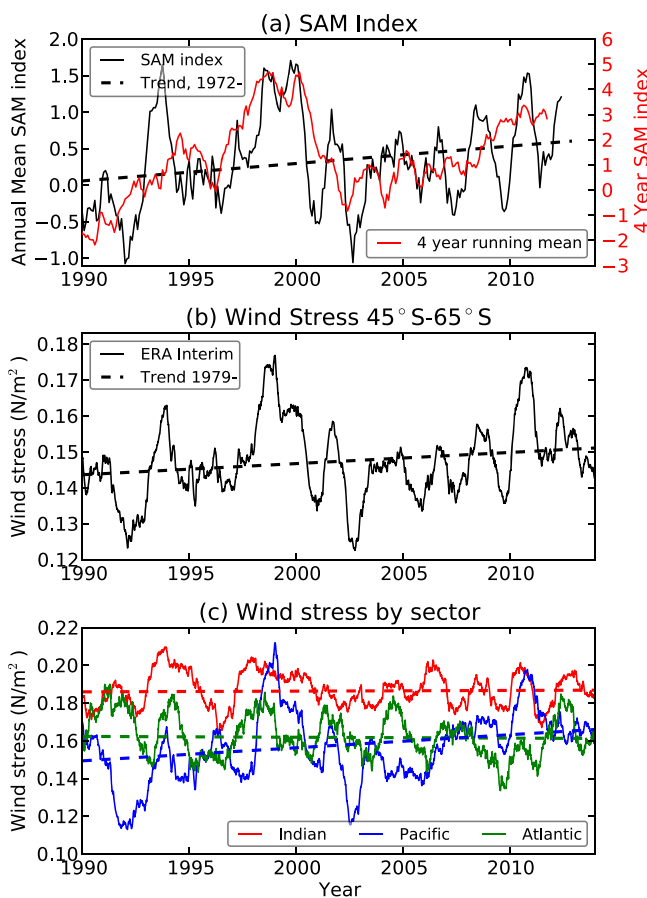 (a) SAM Index
2.0
1.5
1.0
0.5
0.0
−0.5
−1.0
Annual Mean SAM index
SAM index
Trend, 1972-
6
5
4
3
2
1
0
−1
−2
−3
4 Year SAM index
4 year running mean
1990 1995 2000 2005 2010
(b) Wind Stress 45°S-65°S
0.18
0.17
0.16
0.15
0.14
0.13
0.12
Wind stress (N/m²)
ERA Interim
Trend 1979-
1990 1995 2000 2005 2010
(c) Wind stress by sector
0.22
0.20
0.18
0.16
0.14
0.12
0.10
Wind stress (N/m²)
Indian Pacific Atlantic
1990 1995 2000 2005 2010
Year